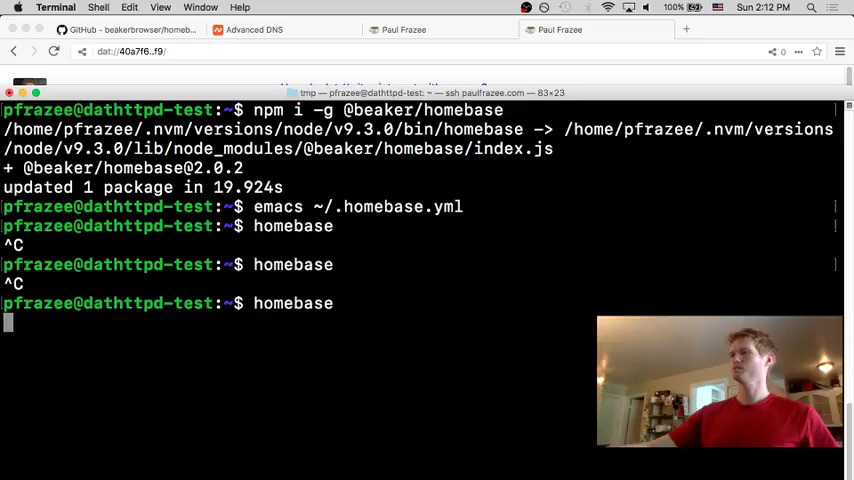 Terminal Shell Edit View Window Help 100% Sun 2:12 PM
GitHub - beakerbrowser/homeb... Advanced DNS Paul Frazee Paul Frazee
dat://40a7f6..f9/ 0
tmp — pfrazee@dathttpd-test: ~ — ssh paulfrazee.com — 83×23
pfrazee@dathttpd-test:~$ npm i -g @beaker/homebase
/home/pfrazee/.nvm/versions/node/v9.3.0/bin/homebase -> /home/pfrazee/.nvm/versions
/node/v9.3.0/lib/node_modules/@beaker/homebase/index.js
+ @beaker/homebase@2.0.2
updated 1 package in 19.924s
pfrazee@dathttpd-test:~$ emacs ~/.homebase.yml
pfrazee@dathttpd-test:~$ homebase
^C
pfrazee@dathttpd-test:~$ homebase
^C
pfrazee@dathttpd-test:~$ homebase